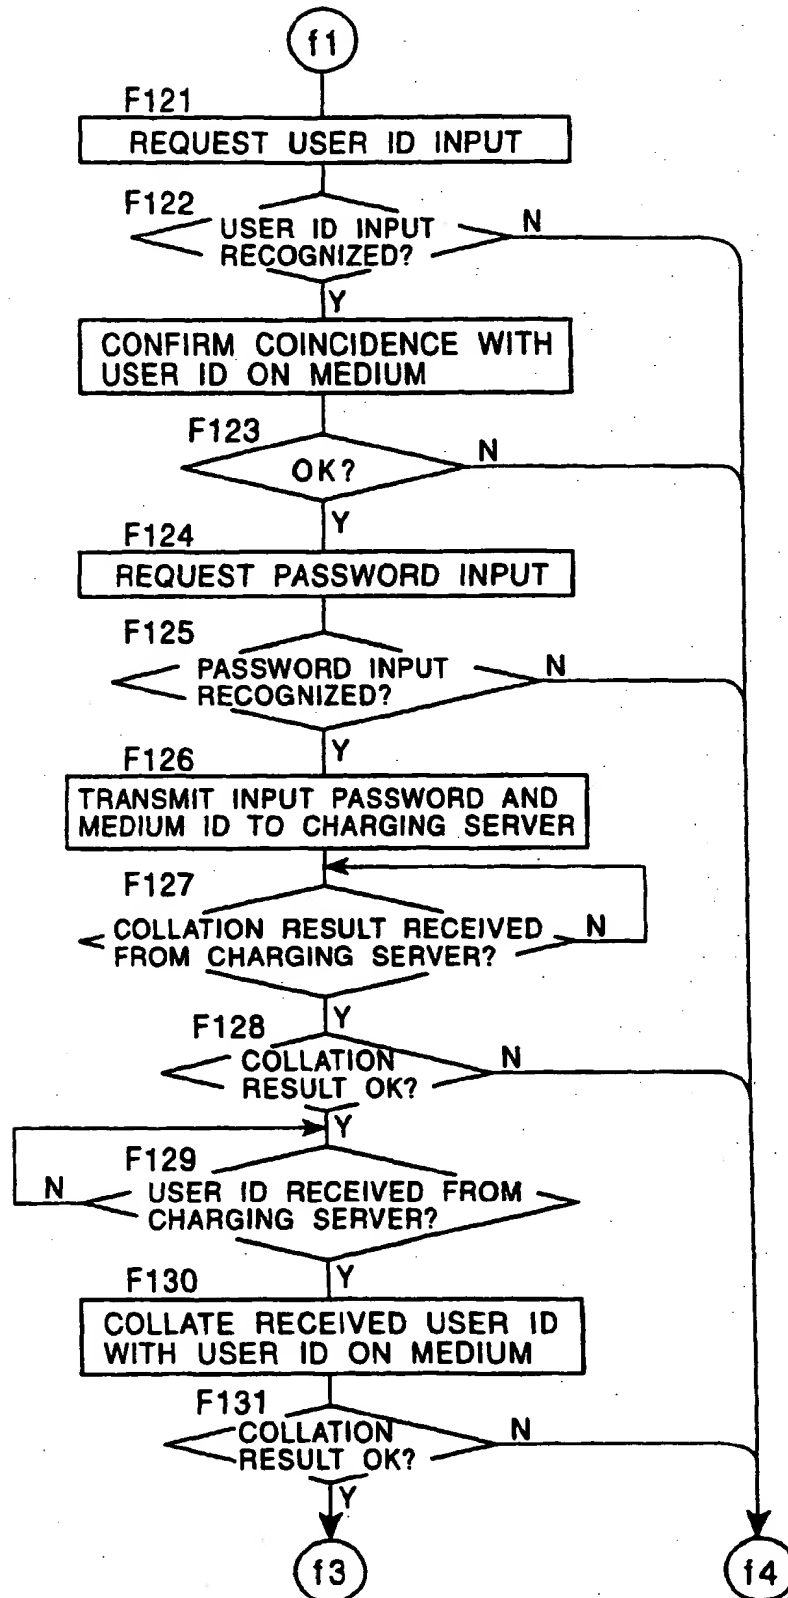 f1
F121
REQUEST USER ID INPUT
F122
USER ID INPUT
RECOGNIZED?
N
Y
CONFIRM COINCIDENCE WITH
USER ID ON MEDIUM
F123
OK?
N
Y
F124
REQUEST PASSWORD INPUT
F125
PASSWORD INPUT
RECOGNIZED?
N
Y
F126
TRANSMIT INPUT PASSWORD AND
MEDIUM ID TO CHARGING SERVER
F127
COLLATION RESULT RECEIVED
FROM CHARGING SERVER?
N
Y
F128
COLLATION
RESULT OK?
N
Y
F129
N
USER ID RECEIVED FROM
CHARGING SERVER?
Y
F130
COLLATE RECEIVED USER ID
WITH USER ID ON MEDIUM
F131
COLLATION
RESULT OK?
N
Y
f3
f4